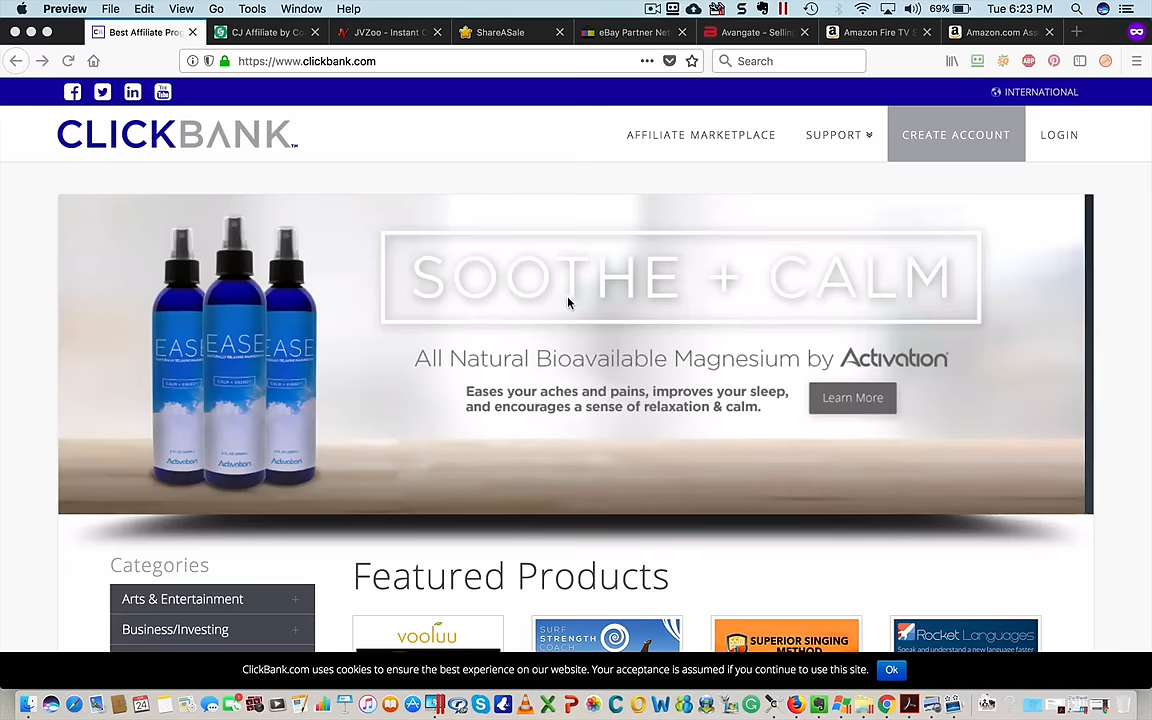 Preview File Edit View Go Tools Window Help 69% Tue 6:23 PM
Best Affiliate Prog CJ Affiliate by Co JVZoo - Instant C ShareASale eBay Partner Net Avangate - Selling Amazon Fire TV S Amazon.com Ass
https://www.clickbank.com Search
INTERNATIONAL
CLICKBANK™ AFFILIATE MARKETPLACE SUPPORT CREATE ACCOUNT LOGIN
SOOTHE + CALM
All Natural Bioavailable Magnesium by Activation
Eases your aches and pains, improves your sleep,
and encourages a sense of relaxation & calm.
Learn More
EASE EASE EASE
Activation Activation Activation
Categories
Arts & Entertainment +
Business/Investing +
Featured Products
vooluu
SURF STRENGTH COACH
SUPERIOR SINGING METHOD
Rocket Languages
Speak and understand a new language faster
ClickBank.com uses cookies to ensure the best experience on our website. Your acceptance is assumed if you continue to use this site. Ok